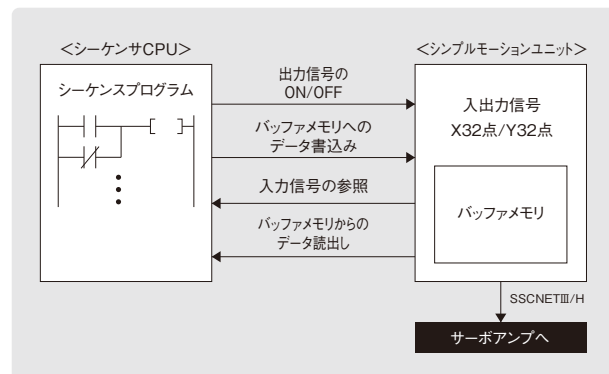 <シーケンサCPU>
<シンプルモーションユニット>
シーケンスプログラム
出力信号の
ON/OFF
バッファメモリへの
データ書込み
入力信号の参照
バッファメモリからの
データ読出し
入出力信号
X32点/Y32点
バッファメモリ
SSCNETⅢ/H
サーボアンプへ